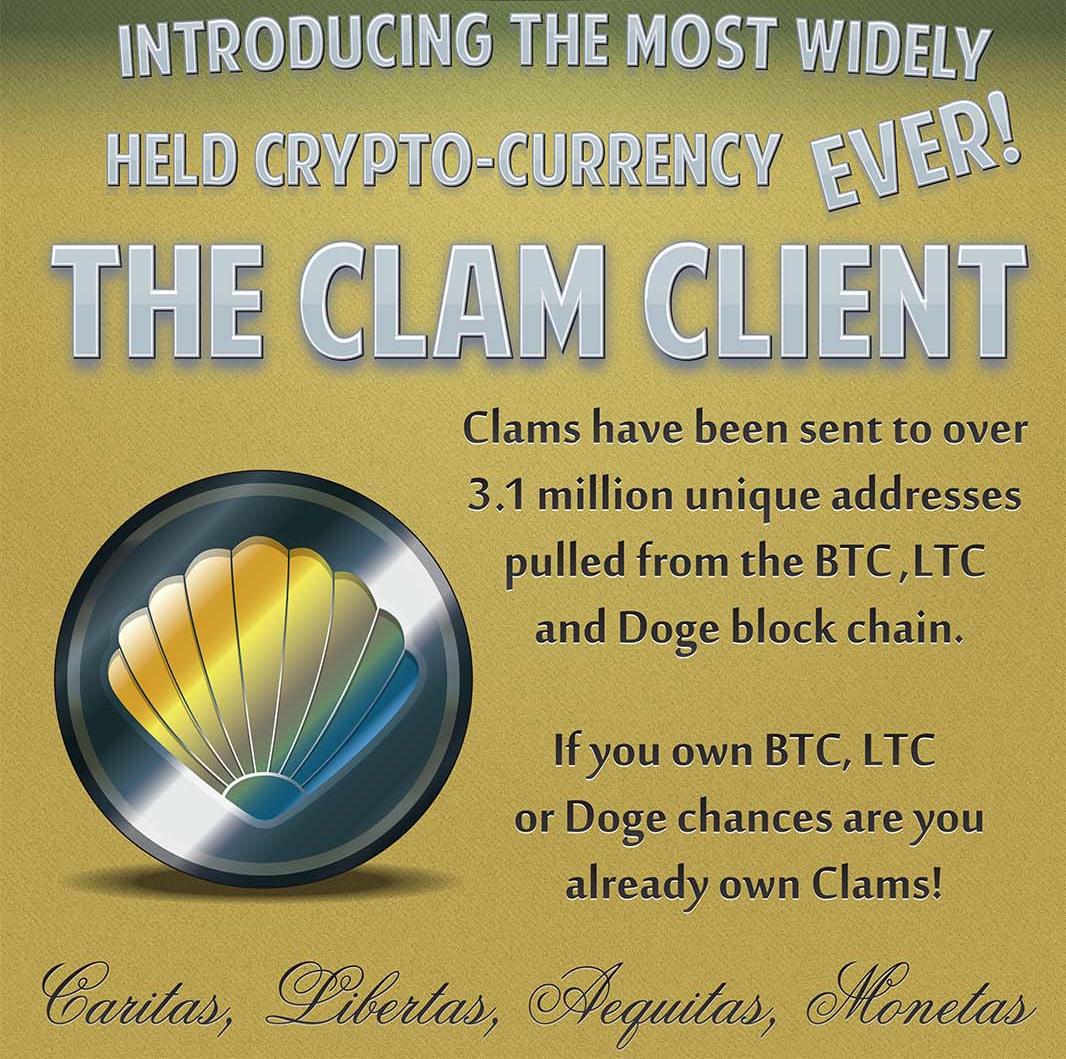 INTRODUCING THE MOST WIDELY
HELD CRYPTO-CURRENCY EVER!
THE CLAM CLIENT
Clams have been sent to over
3.1 million unique addresses
pulled from the BTC,LTC
and Doge block chain.
If you own BTC, LTC
or Doge chances are you
already own Clams!
Caritas, Libertas, Aequitas, Monetas